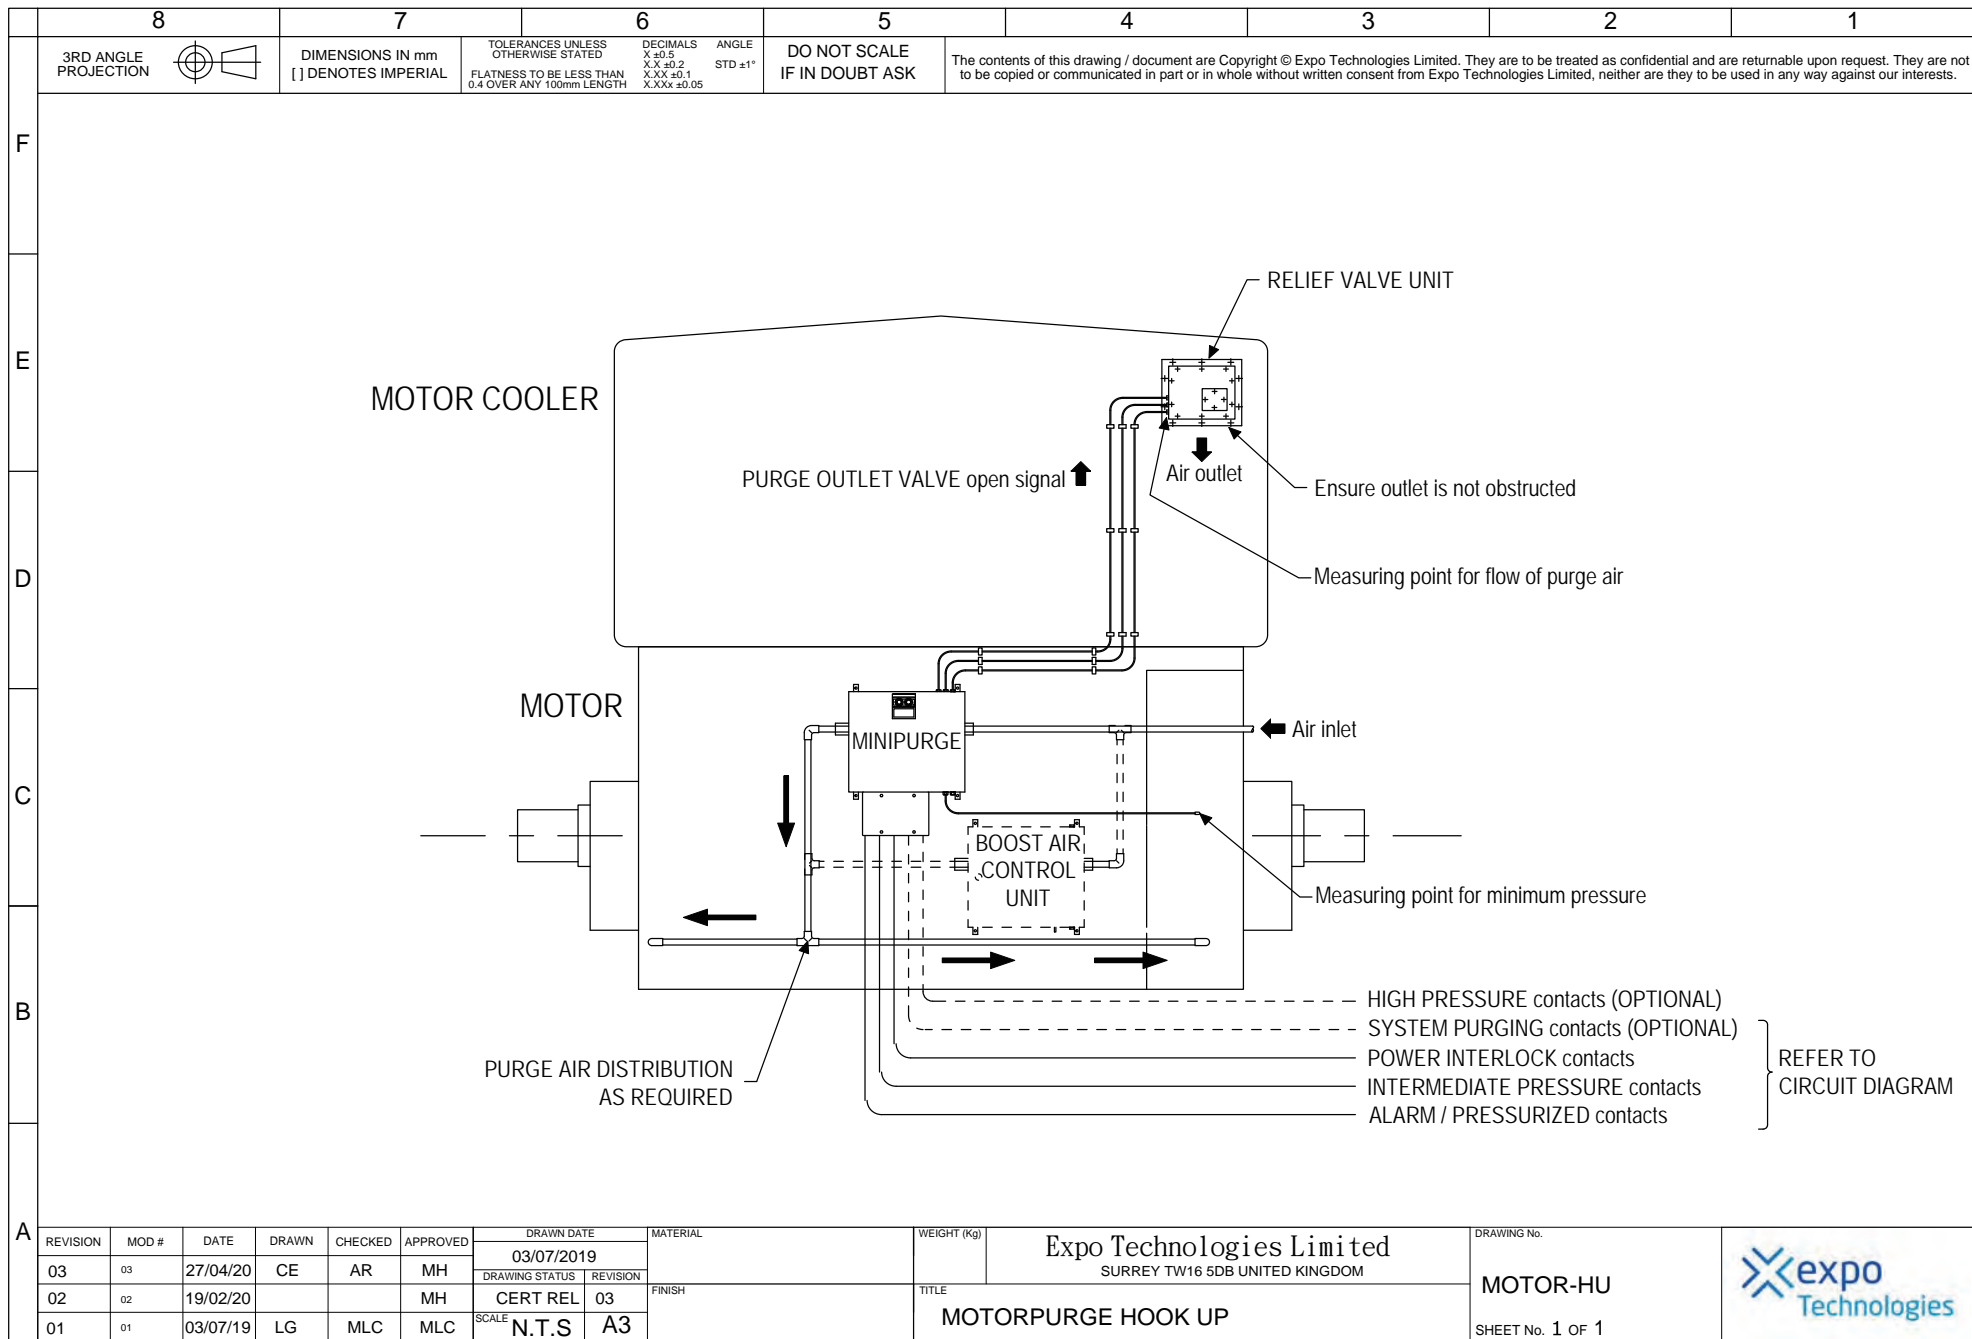 8 7 6 5 4 3 2 1
3RD ANGLE
PROJECTION
DIMENSIONS IN mm
[ ] DENOTES IMPERIAL
TOLERANCES UNLESS
OTHERWISE STATED
FLATNESS TO BE LESS THAN
0.4 OVER ANY 100mm LENGTH
DECIMALS
X ±0.5
X.X ±0.2
X.XX ±0.1
X.XXx ±0.05
ANGLE
STD ±1°
DO NOT SCALE
IF IN DOUBT ASK
The contents of this drawing / document are Copyright © Expo Technologies Limited. They are to be treated as confidential and are returnable upon request. They are not
to be copied or communicated in part or in whole without written consent from Expo Technologies Limited, neither are they to be used in any way against our interests.
F
E
D
C
B
A
RELIEF VALVE UNIT
MOTOR COOLER
PURGE OUTLET VALVE open signal
Air outlet
Ensure outlet is not obstructed
Measuring point for flow of purge air
MOTOR
MINIPURGE
Air inlet
BOOST AIR
CONTROL
UNIT
Measuring point for minimum pressure
HIGH PRESSURE contacts (OPTIONAL)
SYSTEM PURGING contacts (OPTIONAL)
POWER INTERLOCK contacts
INTERMEDIATE PRESSURE contacts
ALARM / PRESSURIZED contacts
REFER TO
CIRCUIT DIAGRAM
PURGE AIR DISTRIBUTION
AS REQUIRED
REVISION MOD # DATE DRAWN CHECKED APPROVED
03 03 27/04/20 CE AR MH
02 02 19/02/20 MH
01 01 03/07/19 LG MLC MLC
DRAWN DATE
03/07/2019
DRAWING STATUS REVISION
CERT REL 03
SCALE N.T.S A3
MATERIAL
FINISH
WEIGHT (Kg)
Expo Technologies Limited
SURREY TW16 5DB UNITED KINGDOM
TITLE
MOTORPURGE HOOK UP
DRAWING No.
MOTOR-HU
SHEET No. 1 OF 1
expo
Technologies